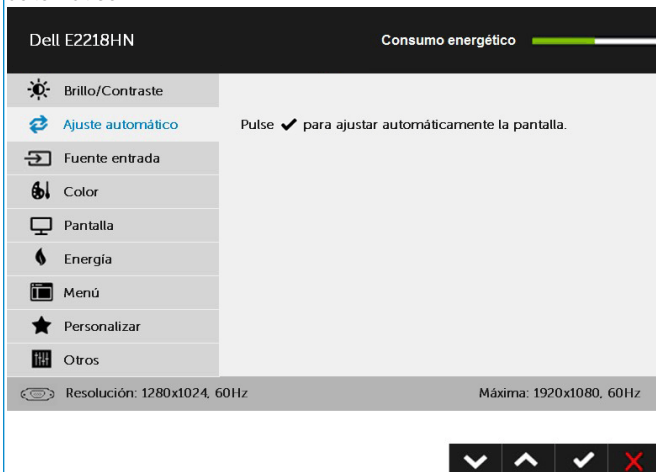 Dell E2218HN
Consumo energético
Brillo/Contraste
Ajuste automático
Pulse ✔ para ajustar automáticamente la pantalla.
Fuente entrada
Color
Pantalla
Energía
Menú
Personalizar
Otros
Resolución: 1280x1024, 60Hz
Máxima: 1920x1080, 60Hz